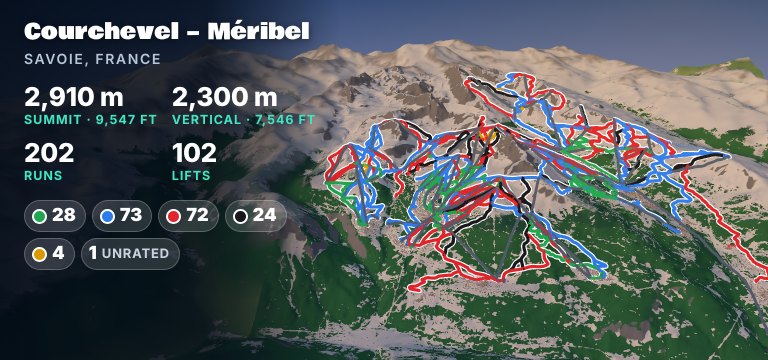 Courchevel – Méribel
SAVOIE, FRANCE
2,910 m 2,300 m
SUMMIT · 9,547 FT VERTICAL · 7,546 FT
202 102
RUNS LIFTS
28 73 72 24
4 1 UNRATED